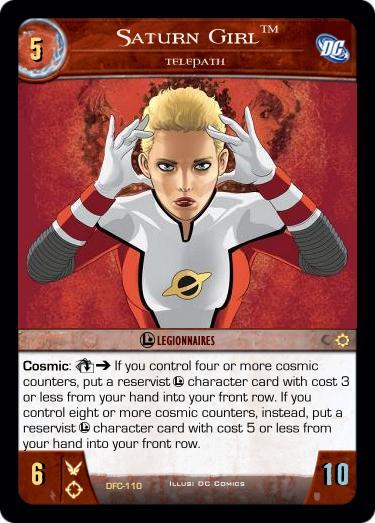 5
SATURN GIRL™
DC
TELEPATH
LEGIONNAIRES
Cosmic: ➔ If you control four or more cosmic
counters, put a reservist L character card with cost 3
or less from your hand into your front row. If you
control eight or more cosmic counters, instead, put a
reservist L character card with cost 5 or less from
your hand into your front row.
6
DFC-110
ILLUS: DC COMICS
10